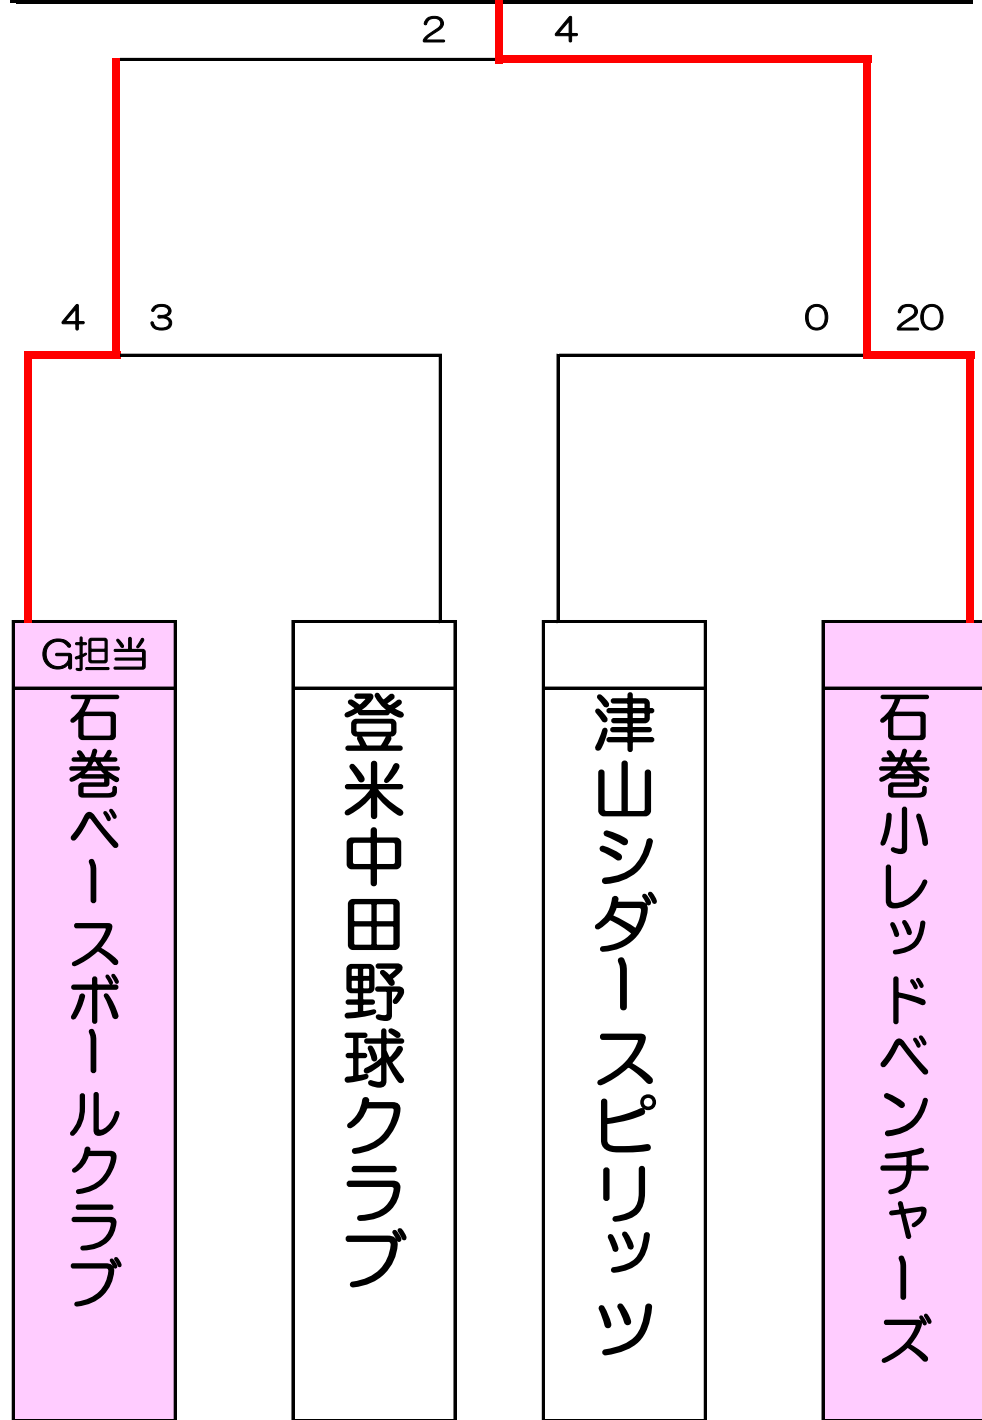 2 4
4 3 0 20
G担当
石巻ベースボールクラブ
登米中田野球クラブ
津山シダースピリッツ
石巻小レッドベンチャーズ